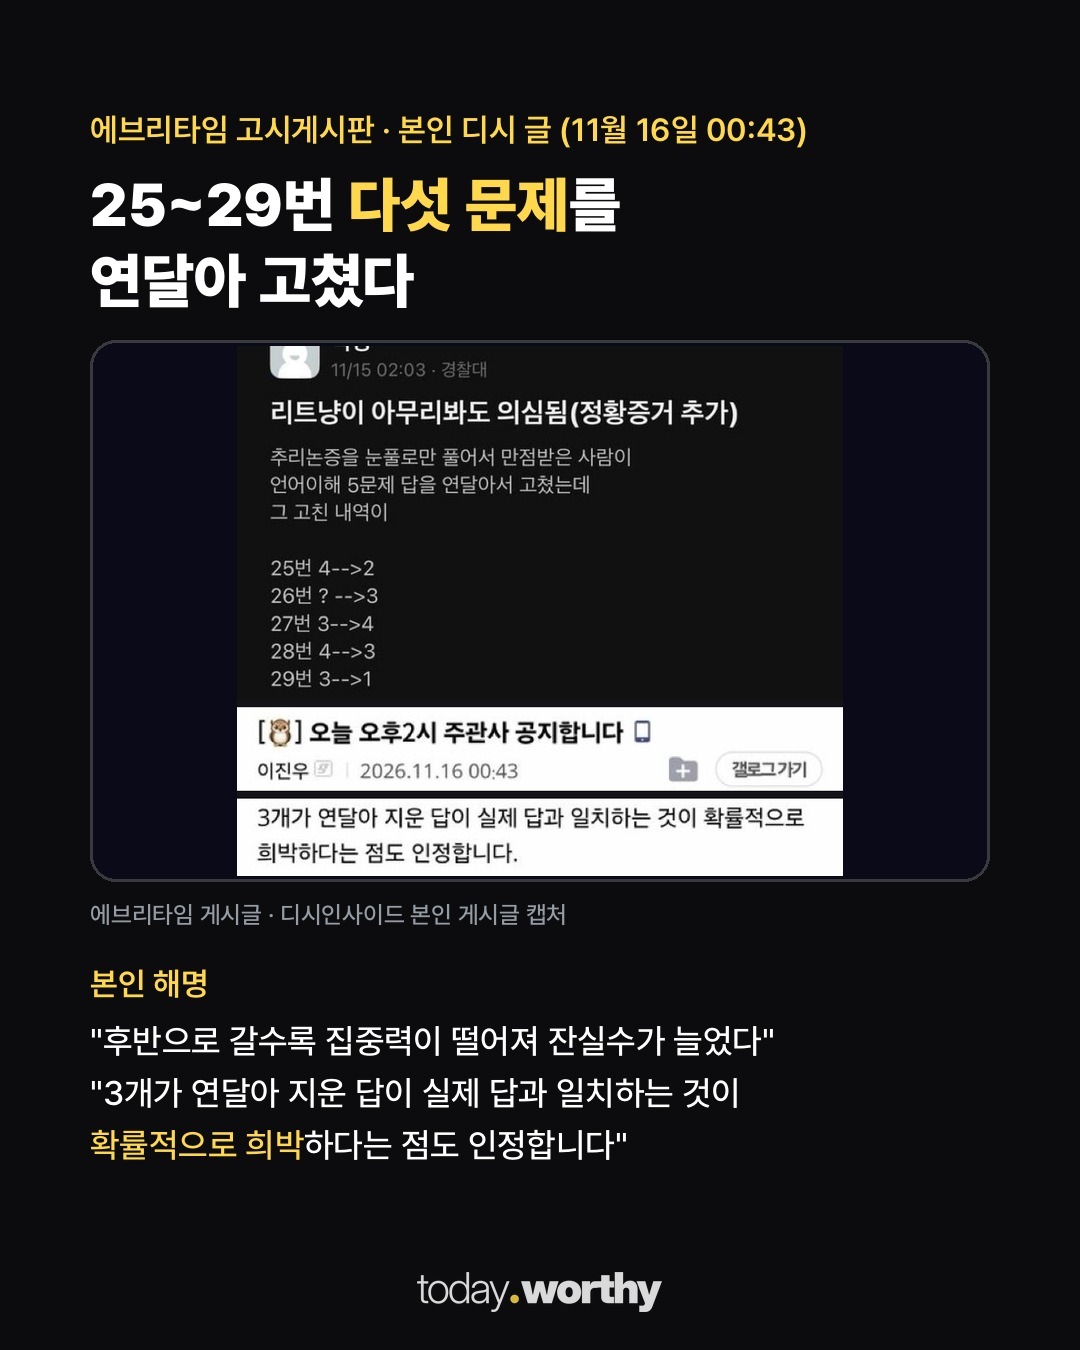 에브리타임 고시게시판 · 본인 디시 글 (11월 16일 00:43)
25~29번 다섯 문제를
연달아 고쳤다
11/15 02:03 · 경찰대
리트냥이 아무리봐도 의심됨(정황증거 추가)
추리논증을 눈풀로만 풀어서 만점받은 사람이
언어이해 5문제 답을 연달아서 고쳤는데
그 고친 내역이
25번 4-->2
26번 ? -->3
27번 3-->4
28번 4-->3
29번 3-->1
[🦉] 오늘 오후2시 주관사 공지합니다
이진우 2026.11.16 00:43 갤로그 가기
3개가 연달아 지운 답이 실제 답과 일치하는 것이 확률적으로
희박하다는 점도 인정합니다.
에브리타임 게시글 · 디시인사이드 본인 게시글 캡처
본인 해명
"후반으로 갈수록 집중력이 떨어져 잔실수가 늘었다"
"3개가 연달아 지운 답이 실제 답과 일치하는 것이
확률적으로 희박하다는 점도 인정합니다"
today.worthy